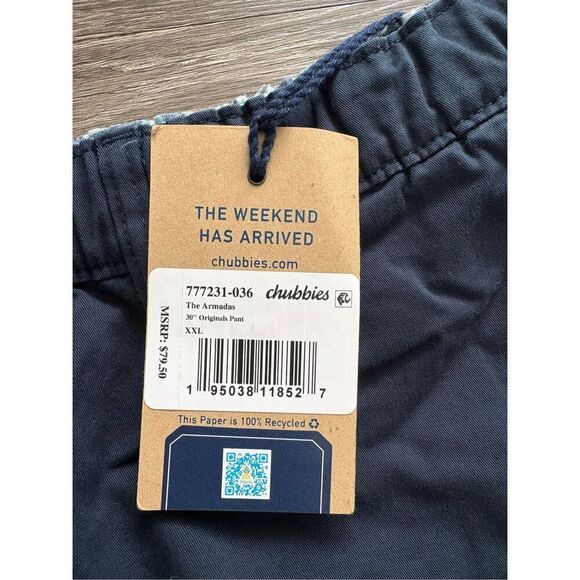 THE WEEKEND
HAS ARRIVED
chubbies.com
777231-036 chubbies
The Armadas
30" Originals Pant
XXL
MSRP: $79.50
1 95038 11852 7
This Paper is 100% Recycled